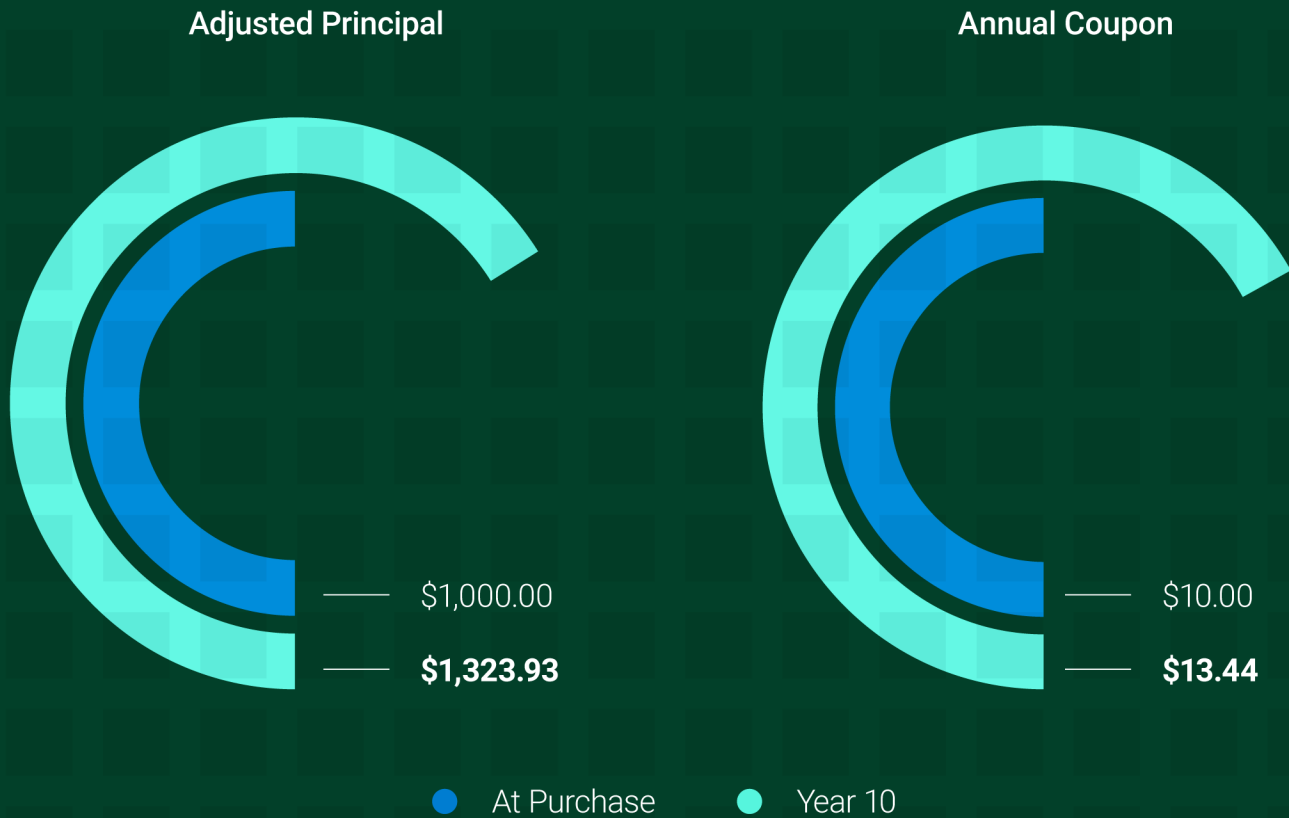 Adjusted Principal
Annual Coupon
$1,000.00
$1,323.93
$10.00
$13.44
At Purchase
Year 10